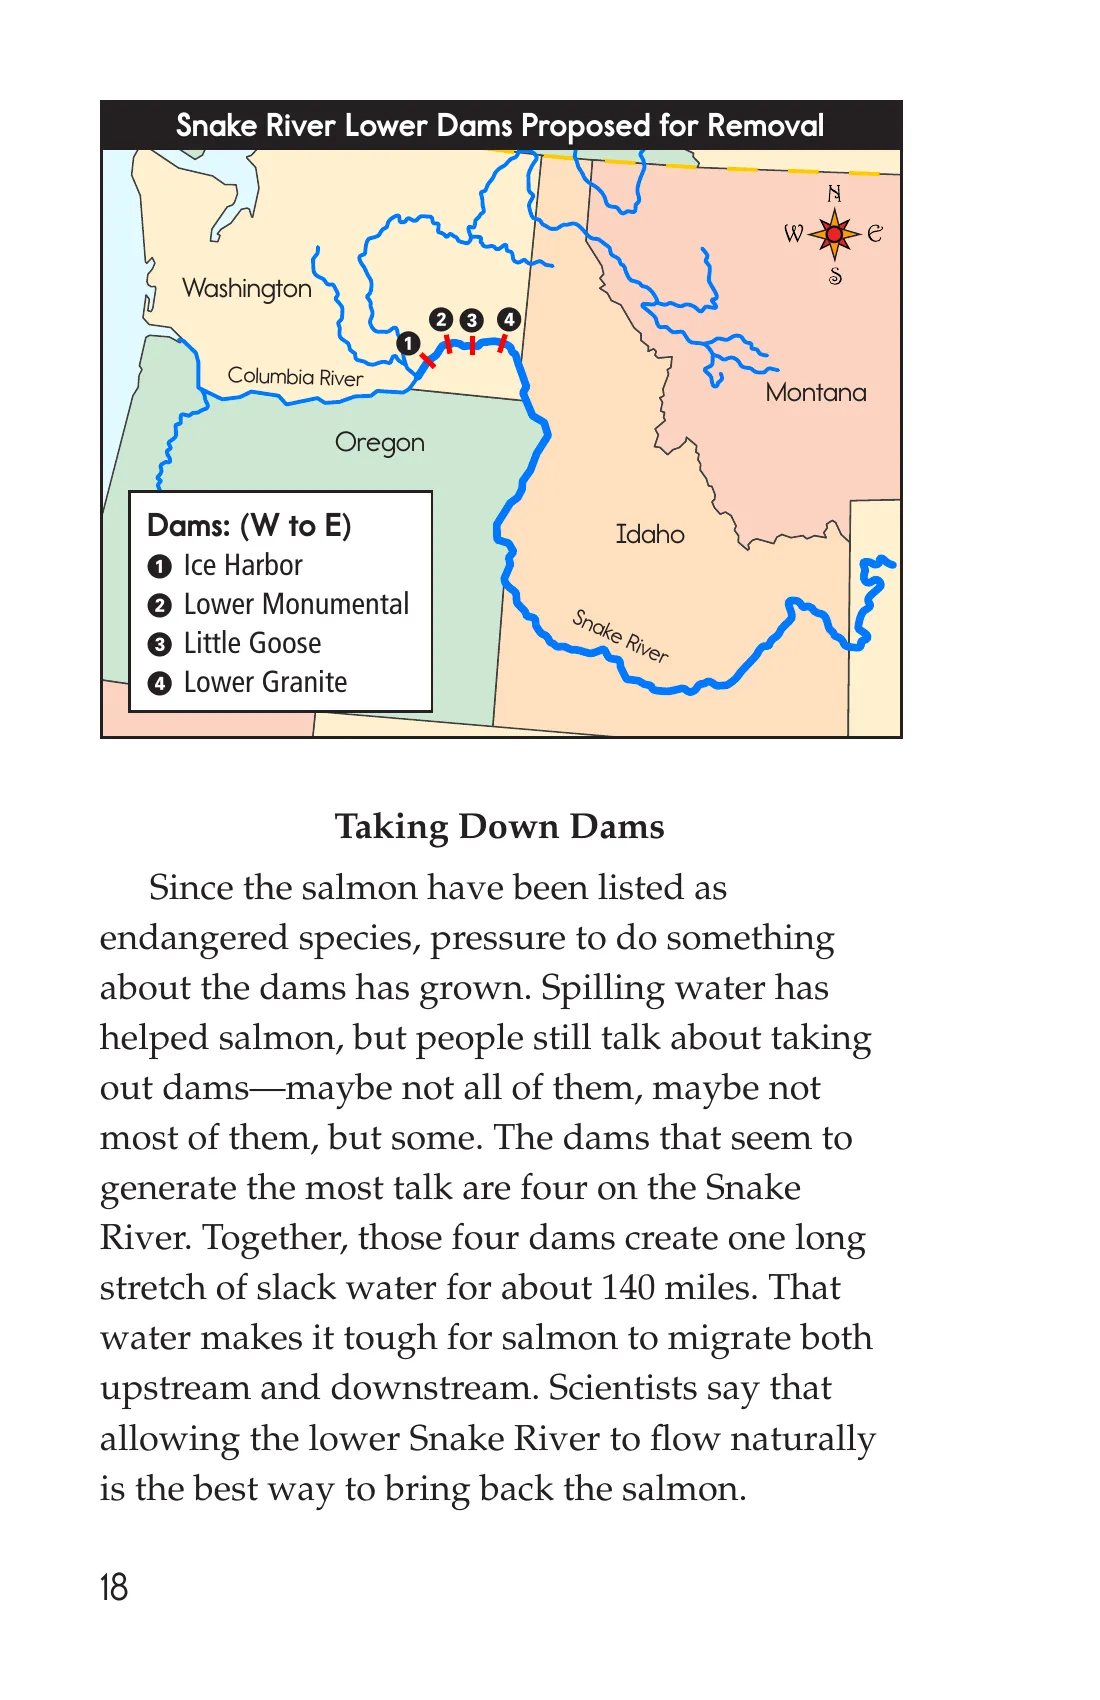 Snake River Lower Dams Proposed for Removal
N
W E
S
Washington
2 3 4
1
Columbia River
Montana
Oregon
Idaho
Snake River
Dams: (W to E)
1 Ice Harbor
2 Lower Monumental
3 Little Goose
4 Lower Granite
Taking Down Dams
Since the salmon have been listed as
endangered species, pressure to do something
about the dams has grown. Spilling water has
helped salmon, but people still talk about taking
out dams—maybe not all of them, maybe not
most of them, but some. The dams that seem to
generate the most talk are four on the Snake
River. Together, those four dams create one long
stretch of slack water for about 140 miles. That
water makes it tough for salmon to migrate both
upstream and downstream. Scientists say that
allowing the lower Snake River to flow naturally
is the best way to bring back the salmon.
18